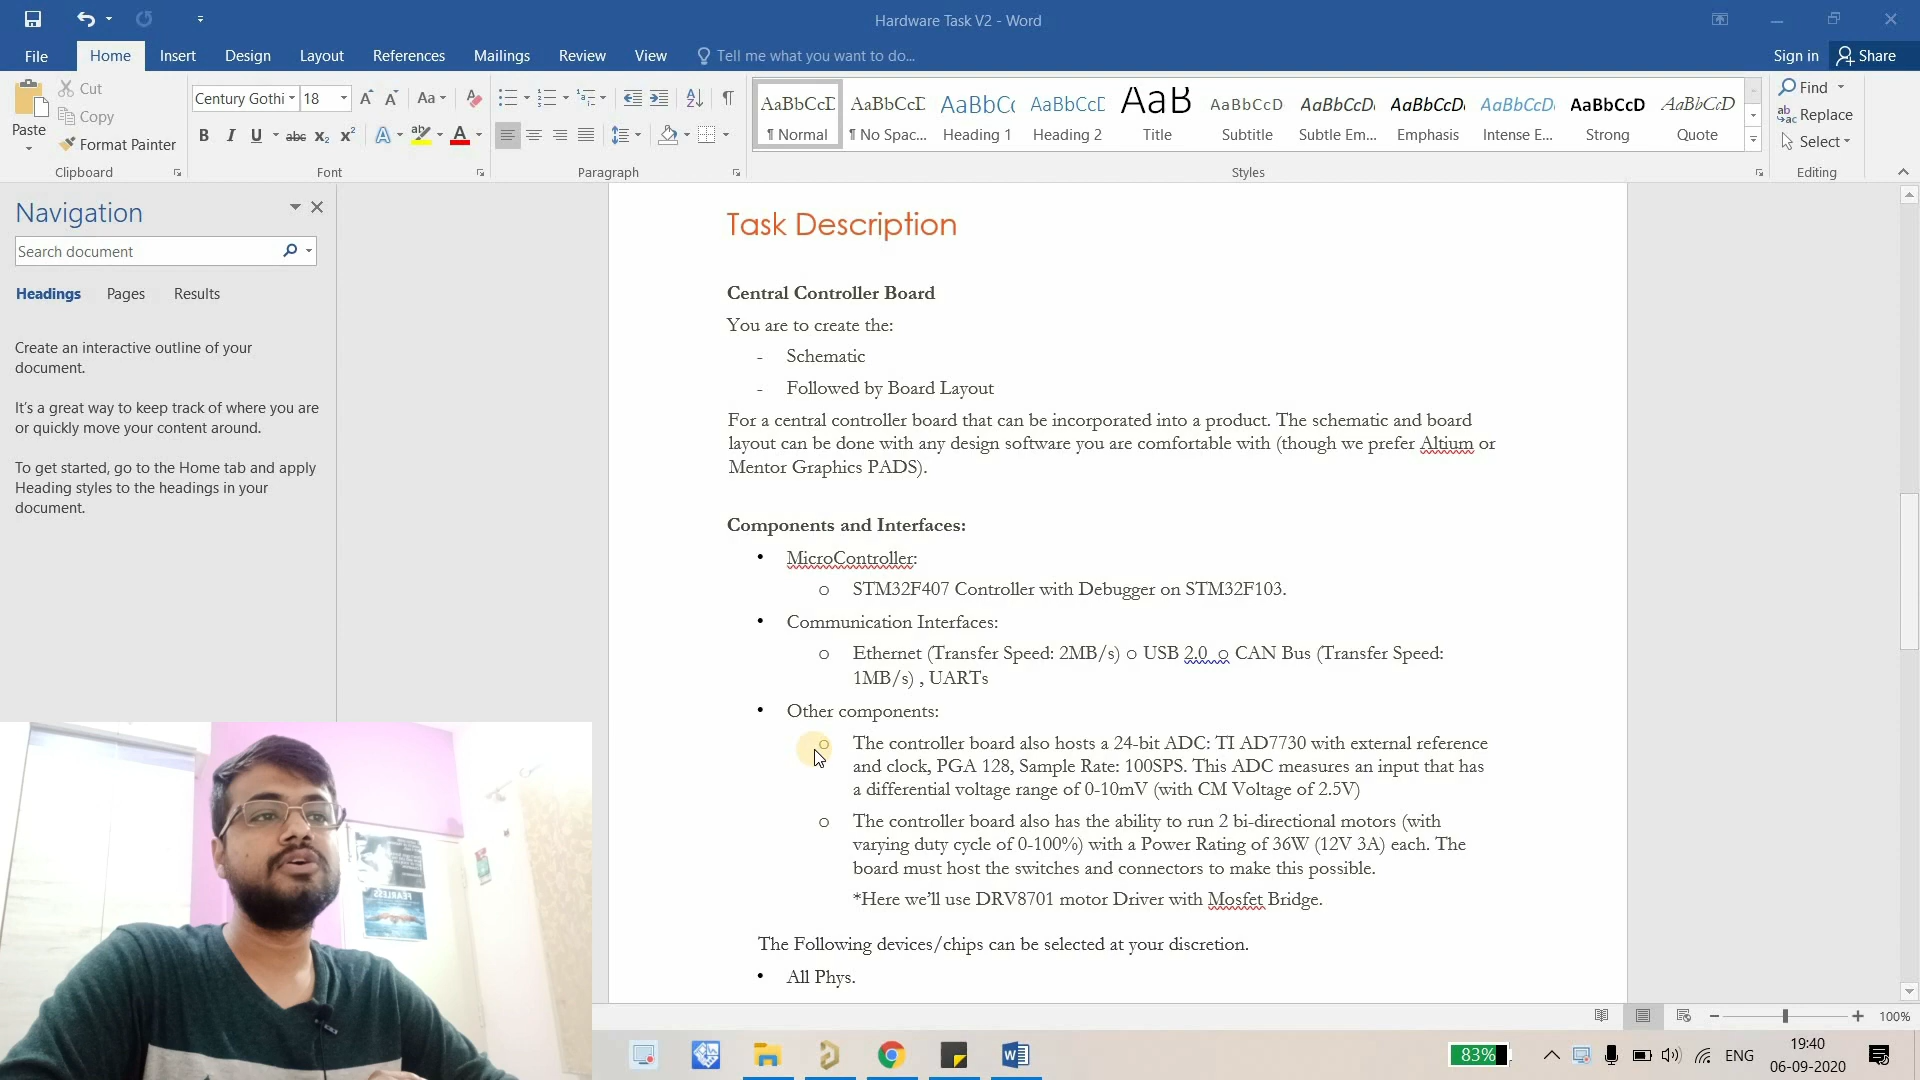 Hardware Task V2 - Word
File Home Insert Design Layout References Mailings Review View Tell me what you want to do... Sign in Share
Paste
Cut
Copy
Format Painter
Clipboard
Century Gothi 18
Font
Paragraph
AaBbCcD ¶ Normal
AaBbCcD ¶ No Spac...
AaBbC( Heading 1
AaBbCcD Heading 2
AaB Title
AaBbCcD Subtitle
AaBbCcD Subtle Em...
AaBbCcD Emphasis
AaBbCcD Intense E...
AaBbCcD Strong
AaBbCcD Quote
Styles
Find
Replace
Select
Editing
Navigation
Search document
Headings Pages Results
Create an interactive outline of your
document.
It's a great way to keep track of where you are
or quickly move your content around.
To get started, go to the Home tab and apply
Heading styles to the headings in your
document.
Task Description
Central Controller Board
You are to create the:
- Schematic
- Followed by Board Layout
For a central controller board that can be incorporated into a product. The schematic and board
layout can be done with any design software you are comfortable with (though we prefer Altium or
Mentor Graphics PADS).
Components and Interfaces:
• MicroController:
o STM32F407 Controller with Debugger on STM32F103.
• Communication Interfaces:
o Ethernet (Transfer Speed: 2MB/s) o USB 2.0 o CAN Bus (Transfer Speed:
1MB/s) , UARTs
• Other components:
o The controller board also hosts a 24-bit ADC: TI AD7730 with external reference
and clock, PGA 128, Sample Rate: 100SPS. This ADC measures an input that has
a differential voltage range of 0-10mV (with CM Voltage of 2.5V)
o The controller board also has the ability to run 2 bi-directional motors (with
varying duty cycle of 0-100%) with a Power Rating of 36W (12V 3A) each. The
board must host the switches and connectors to make this possible.
*Here we'll use DRV8701 motor Driver with Mosfet Bridge.
The Following devices/chips can be selected at your discretion.
• All Phys.
FEARLESS
100%
83%
ENG
19:40
06-09-2020